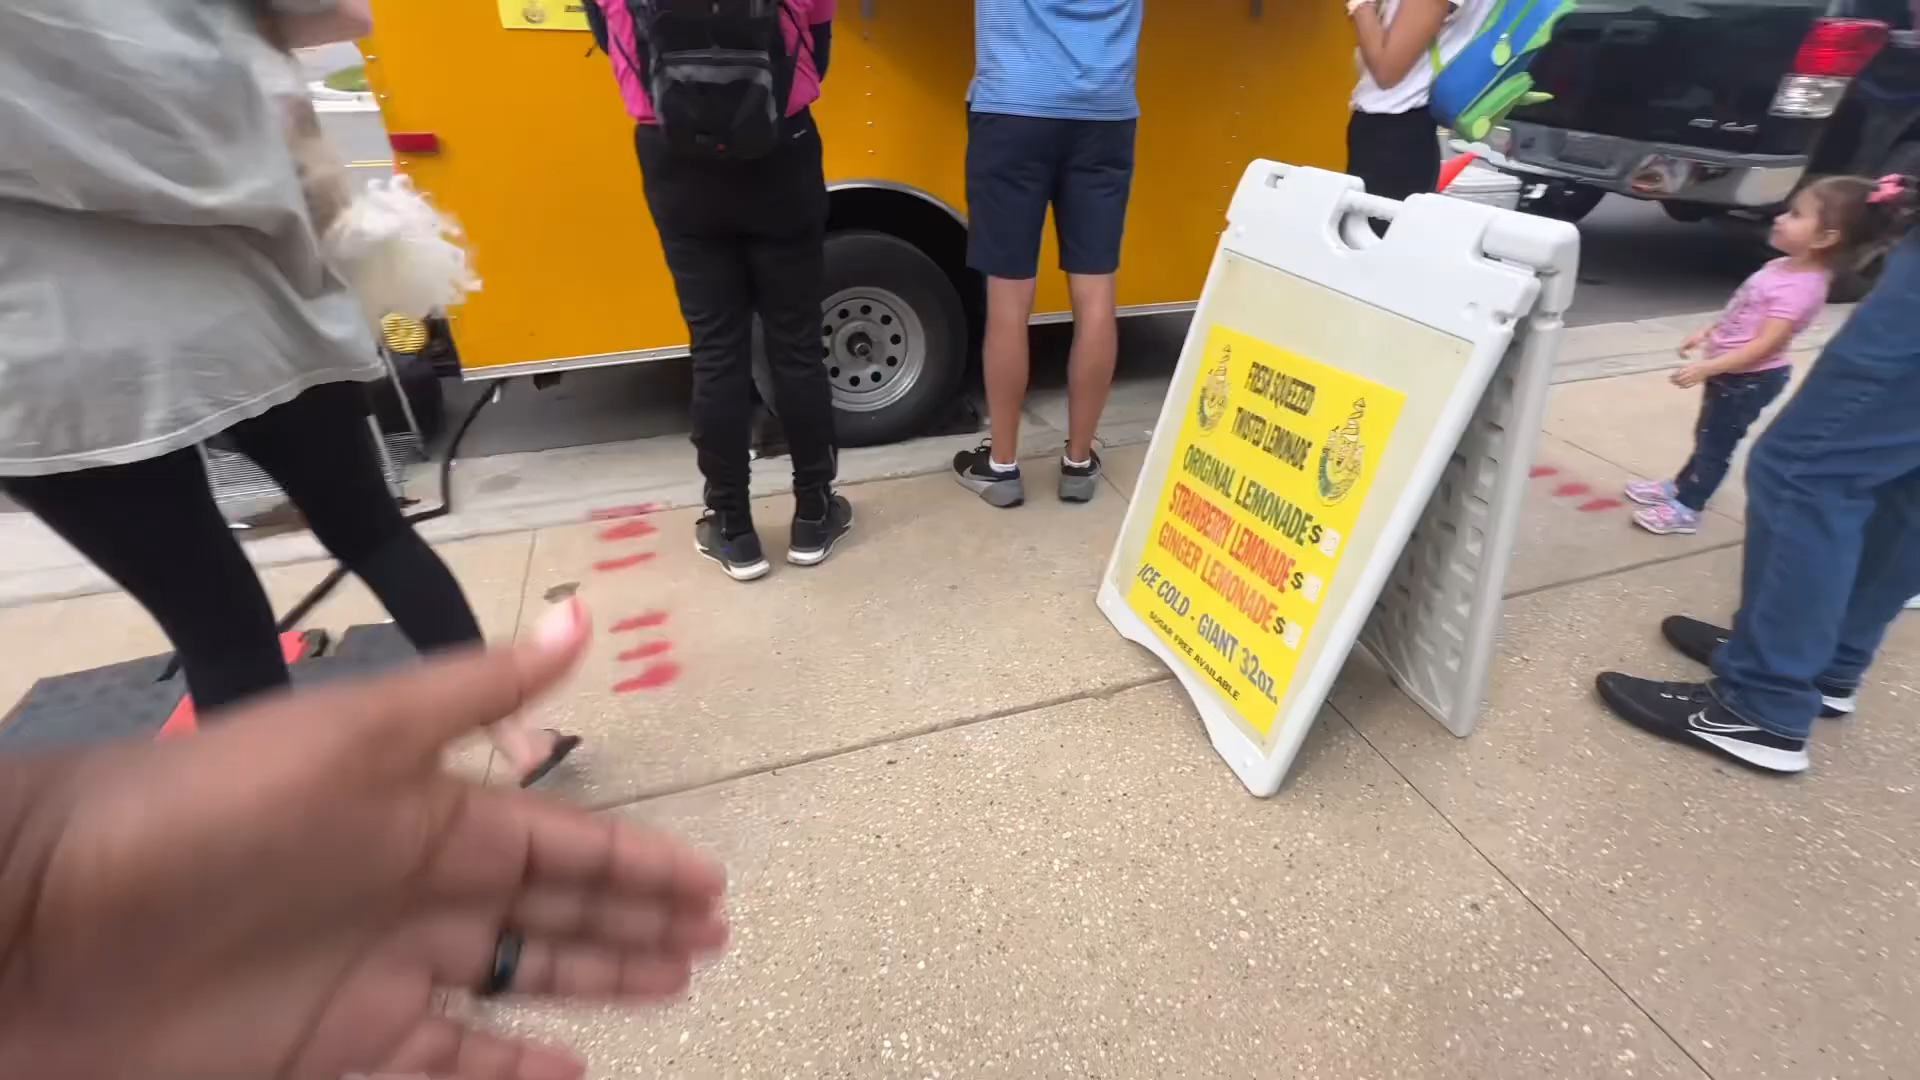 FRESH SQUEEZED
TWISTED LEMONADE
ORIGINAL LEMONADE $
STRAWBERRY LEMONADE $
GINGER LEMONADE $
ICE COLD - GIANT 32OZ.
SUGAR FREE AVAILABLE